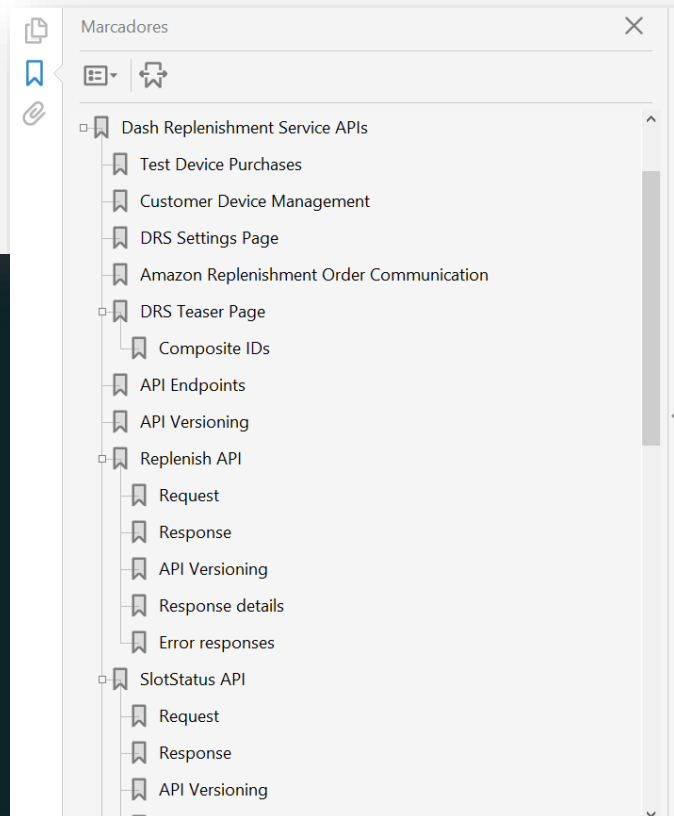 Marcadores
Dash Replenishment Service APIs
Test Device Purchases
Customer Device Management
DRS Settings Page
Amazon Replenishment Order Communication
DRS Teaser Page
Composite IDs
API Endpoints
API Versioning
Replenish API
Request
Response
API Versioning
Response details
Error responses
SlotStatus API
Request
Response
API Versioning